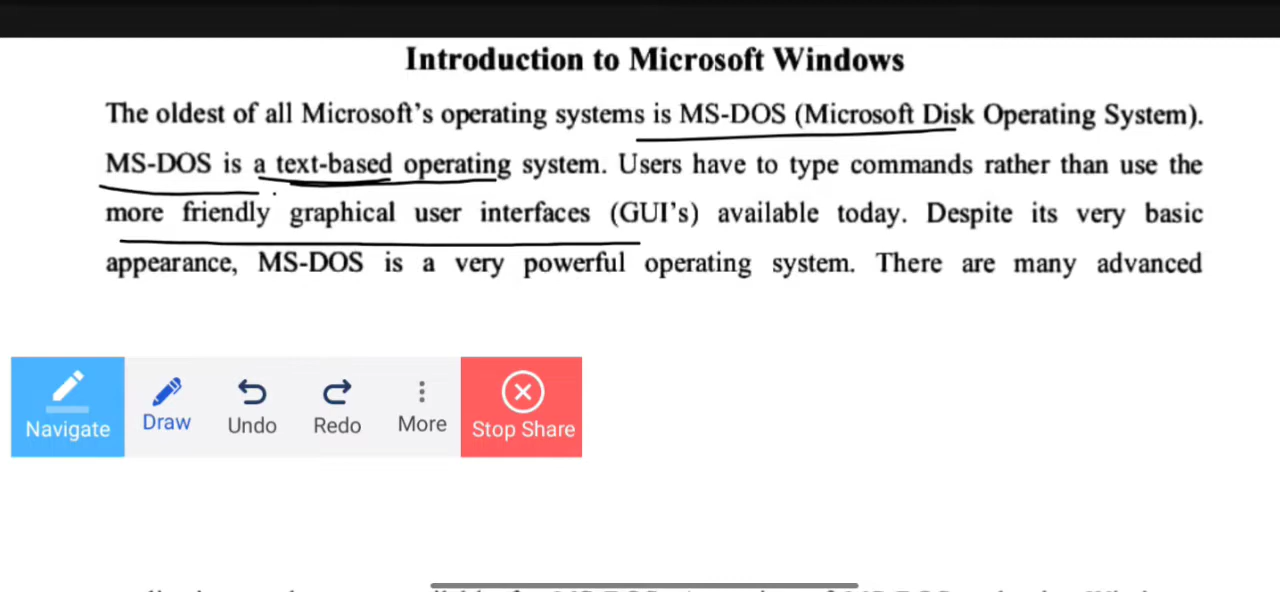 Introduction to Microsoft Windows
The oldest of all Microsoft's operating systems is MS-DOS (Microsoft Disk Operating System).
MS-DOS is a text-based operating system. Users have to type commands rather than use the
more friendly graphical user interfaces (GUI's) available today. Despite its very basic
appearance, MS-DOS is a very powerful operating system. There are many advanced
Navigate Draw Undo Redo More Stop Share